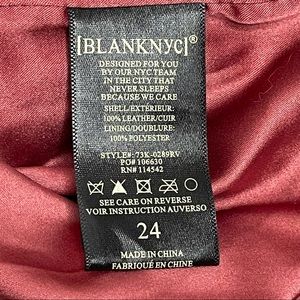 [BLANKNYC]®
DESIGNED FOR YOU
BY OUR NYC TEAM
IN THE CITY THAT
NEVER SLEEPS
BECAUSE WE CARE
SHELL/EXTÉRIEUR:
100% LEATHER/CUIR
LINING/DOUBLURE:
100% POLYESTER
STYLE#:73K-0289RV
PO# 106630
RN# 114542
SEE CARE ON REVERSE
VOIR INSTRUCTION AUVERSO
24
MADE IN CHINA
FABRIQUÉ EN CHINE